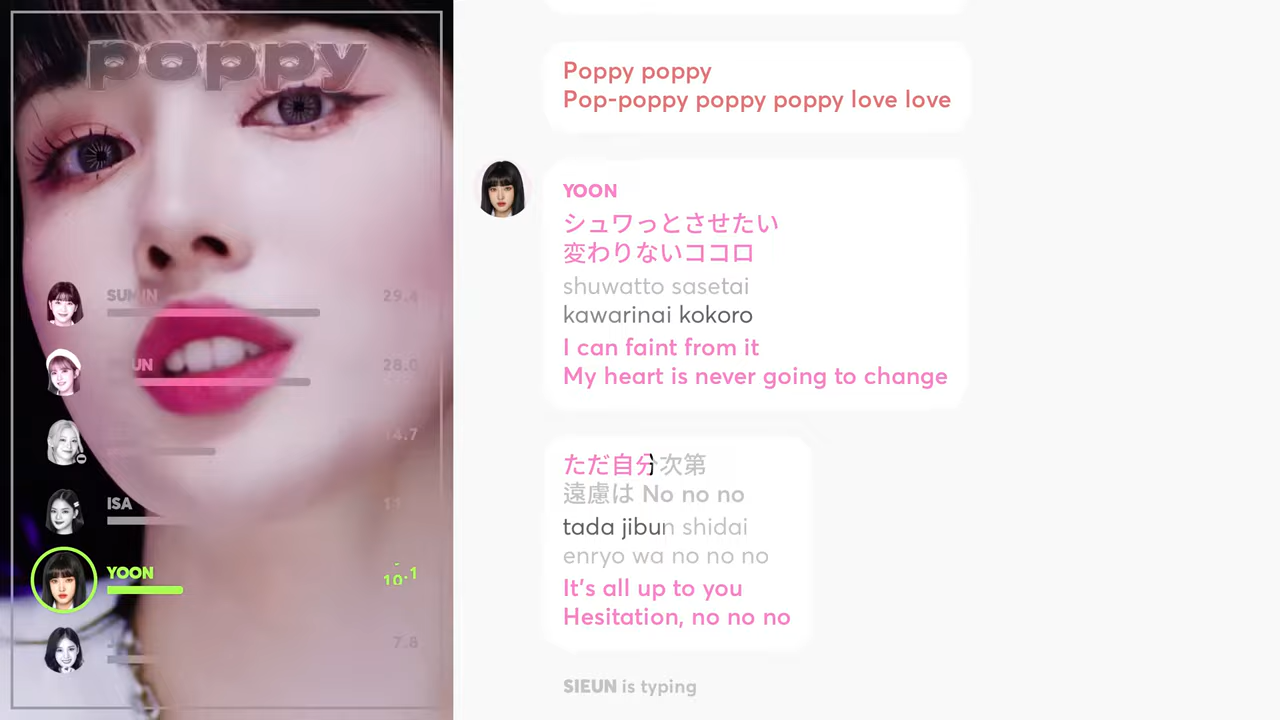 poppy
SUMIN
29.4
UN
28.0
14.7
ISA
11
YOON
10.1
7.8
Poppy poppy
Pop-poppy poppy poppy love love
YOON
シュワっとさせたい
変わりないココロ
shuwatto sasetai
kawarinai kokoro
I can faint from it
My heart is never going to change
ただ自分次第
遠慮は No no no
tada jibun shidai
enryo wa no no no
It's all up to you
Hesitation, no no no
SIEUN is typing